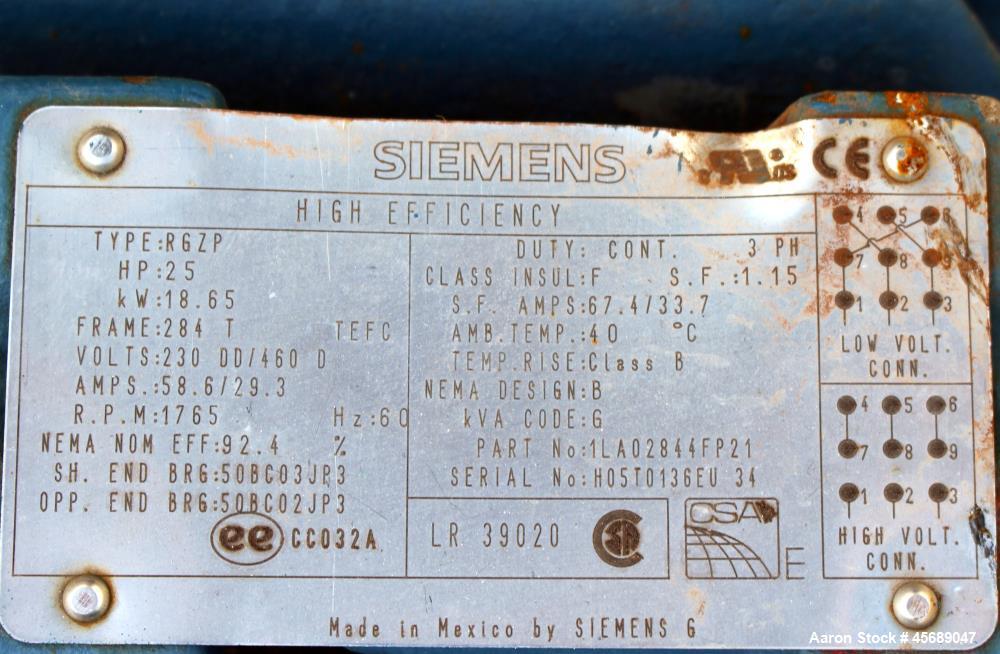 SIEMENS CE
HIGH EFFICIENCY
TYPE:RGZP
HP:25
kW:18.65
FRAME:284 T TEFC
VOLTS:230 DD/460 D
AMPS.:58.6/29.3
R.P.M:1765 Hz:60
NEMA NOM EFF:92.4 %
SH. END BRG:50BC03JP3
OPP. END BRG:50BC02JP3
ee CC032A
DUTY: CONT. 3 PH
CLASS INSUL:F S.F.:1.15
S.F. AMPS:67.4/33.7
AMB.TEMP.:40 °C
TEMP.RISE:Class B
NEMA DESIGN:B
kVA CODE:G
PART No:1LA02844FP21
SERIAL No:H05T0136EU 34
LR 39020 CSA E
4 5 6
7 8 9
1 2 3
LOW VOLT.
CONN.
4 5 6
7 8 9
1 2 3
HIGH VOLT.
CONN.
Made in Mexico by SIEMENS G
Aaron Stock # 45689047